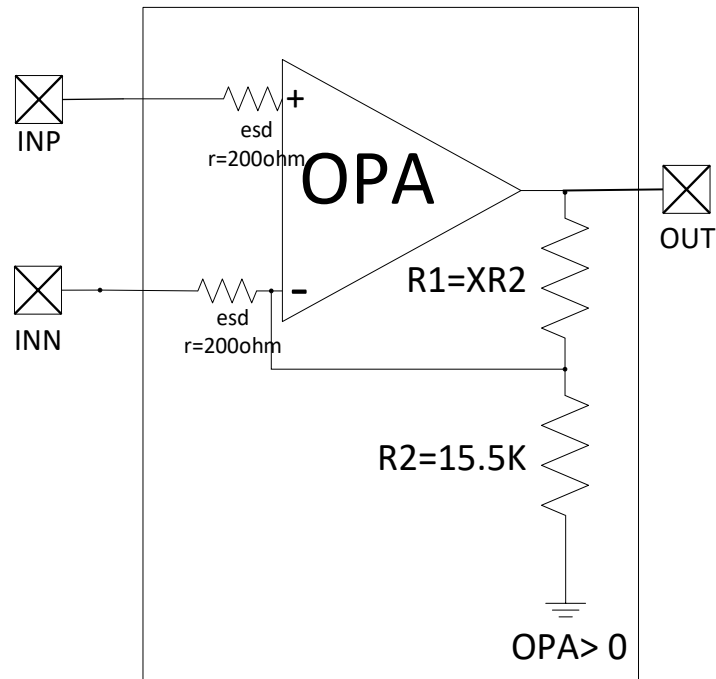 INP
esd
r=200ohm
+
OPA
OUT
R1=XR2
INN
esd
r=200ohm
-
R2=15.5K
OPA> 0